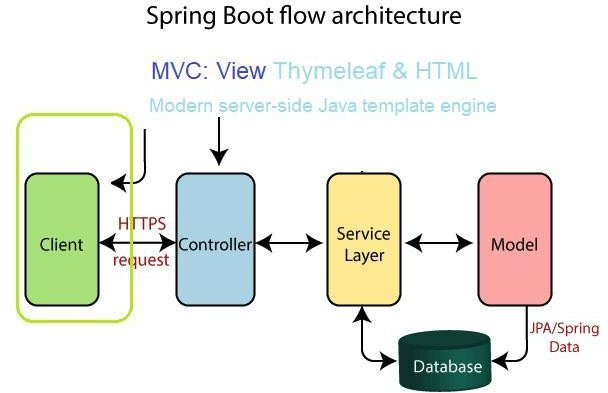 Spring Boot flow architecture
MVC: View Thymeleaf & HTML
Modern server-side Java template engine
Client
HTTPS
request
Controller
Service
Layer
Model
JPA/Spring
Data
Database